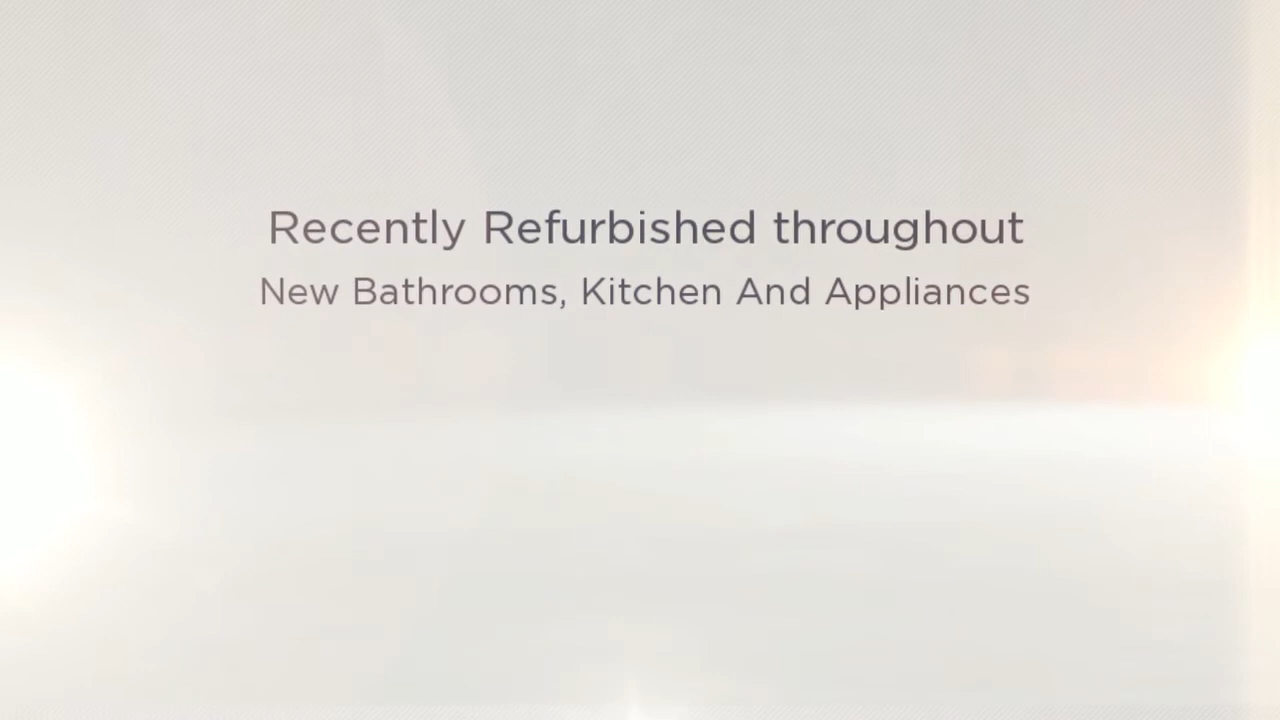 Recently Refurbished throughout
New Bathrooms, Kitchen And Appliances